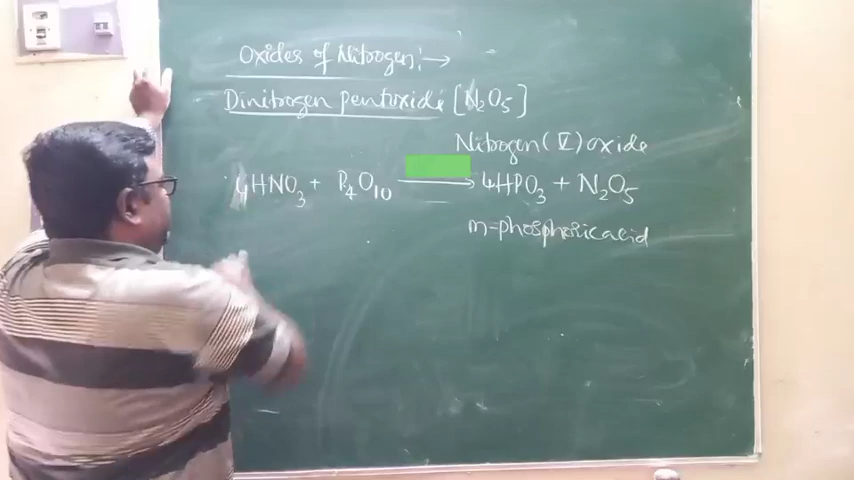 Oxides of Nitrogen:→
Dinitrogen pentoxide [N₂O₅]
Nitrogen (V) oxide
4HNO₃ + P₄O₁₀ → 4HPO₃ + N₂O₅
m-phosphoric acid